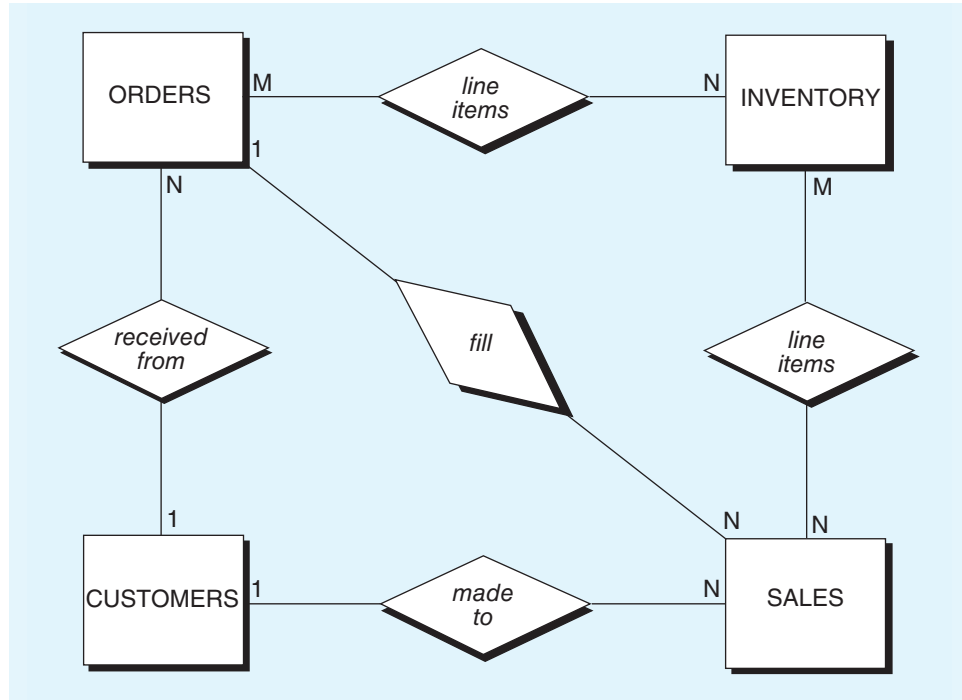 ORDERS
M
line
items
N
INVENTORY
1
N
M
received
from
fill
line
items
1
N
N
CUSTOMERS
1
made
to
N
SALES